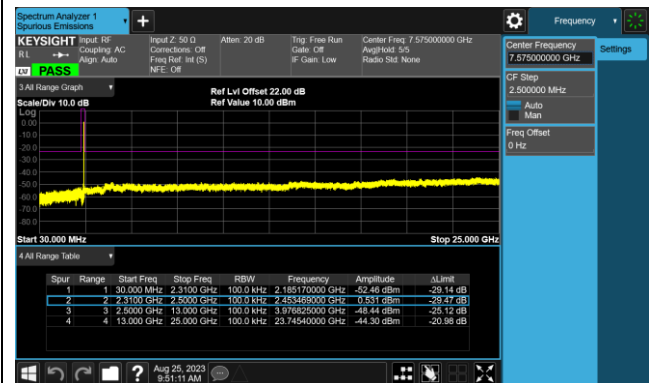 Spectrum Analyzer 1
Spurious Emissions
Frequency
KEYSIGHT Input: RF Input Z: 50 Ω Atten: 20 dB Trig: Free Run Center Freq: 7.575000000 GHz
RL Coupling: AC Corrections: Off Gate: Off Avg|Hold: 5/5
Align: Auto Freq Ref: Int (S) IF Gain: Low Radio Std: None
PASS NFE: Off
Center Frequency
7.575000000 GHz
Settings
CF Step
2.500000 MHz
Auto
Man
Freq Offset
0 Hz
3 All Range Graph
Ref Lvl Offset 22.00 dB
Scale/Div 10.0 dB Ref Value 10.00 dBm
Log
0.00
-10.0
-20.0
-30.0
-40.0
-50.0
-60.0
-70.0
-80.0
Start 30.000 MHz Stop 25.000 GHz
4 All Range Table
Spur Range Start Freq Stop Freq RBW Frequency Amplitude ΔLimit
1 1 30.000 MHz 2.3100 GHz 100.0 kHz 2.185170000 GHz -52.46 dBm -29.14 dB
2 2 2.3100 GHz 2.5000 GHz 100.0 kHz 2.453469000 GHz 0.531 dBm -29.47 dB
3 3 2.5000 GHz 13.000 GHz 100.0 kHz 3.976825000 GHz -48.44 dBm -25.12 dB
4 4 13.000 GHz 25.000 GHz 100.0 kHz 23.74540000 GHz -44.30 dBm -20.98 dB
? Aug 25, 2023
9:51:11 AM